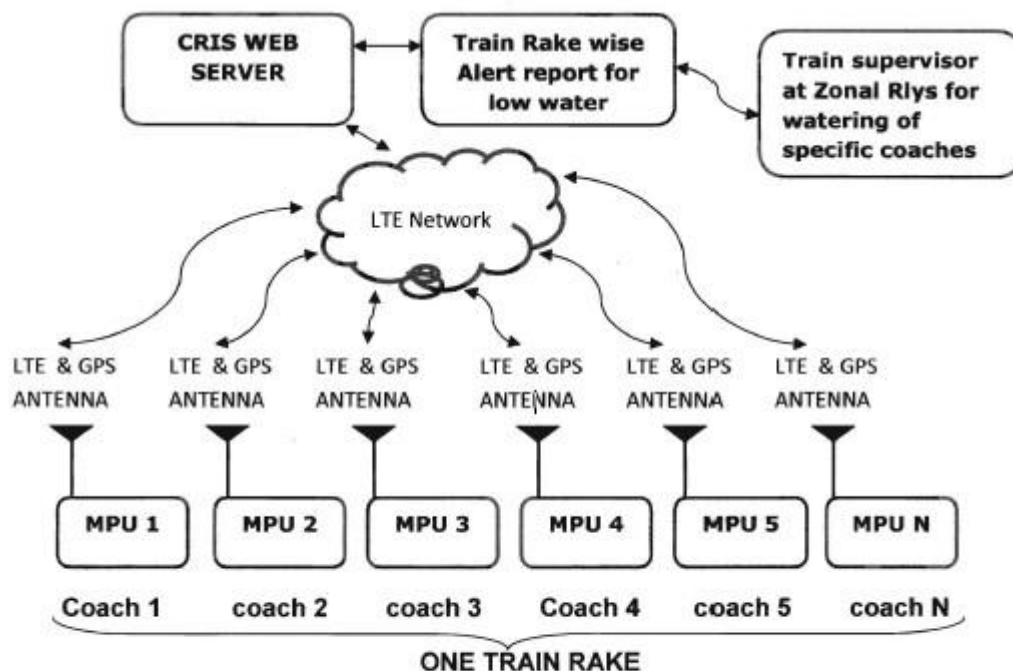 CRIS WEB
SERVER
Train Rake wise
Alert report for
low water
Train supervisor
at Zonal Rlys for
watering of
specific coaches
LTE Network
LTE & GPS
ANTENNA
LTE & GPS
ANTENNA
LTE & GPS
ANTENNA
LTE & GPS
ANTENNA
LTE & GPS
ANTENNA
LTE & GPS
ANTENNA
MPU 1
MPU 2
MPU 3
MPU 4
MPU 5
MPU N
Coach 1
coach 2
coach 3
Coach 4
coach 5
coach N
ONE TRAIN RAKE